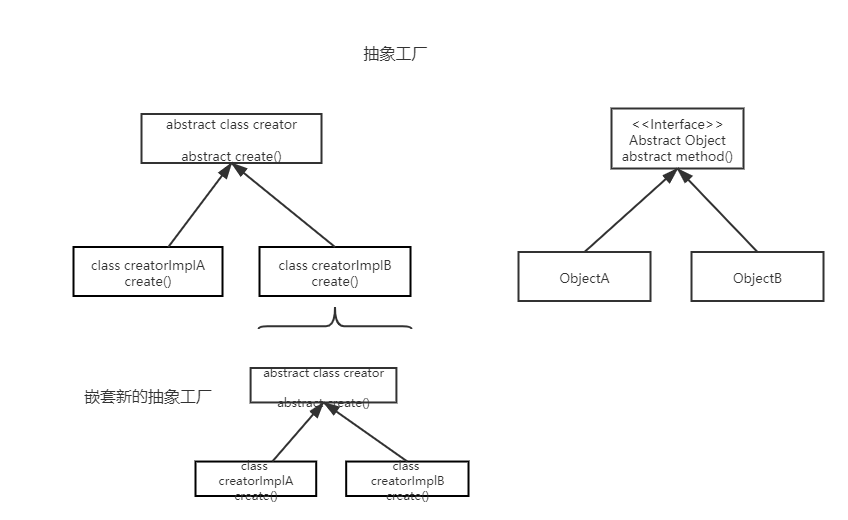 抽象工厂
abstract class creator
abstract create()
<<Interface>>
Abstract Object
abstract method()
class creatorImplA
create()
class creatorImplB
create()
ObjectA
ObjectB
嵌套新的抽象工厂
abstract class creator
abstract create()
class
creatorImplA
create()
class
creatorImplB
create()